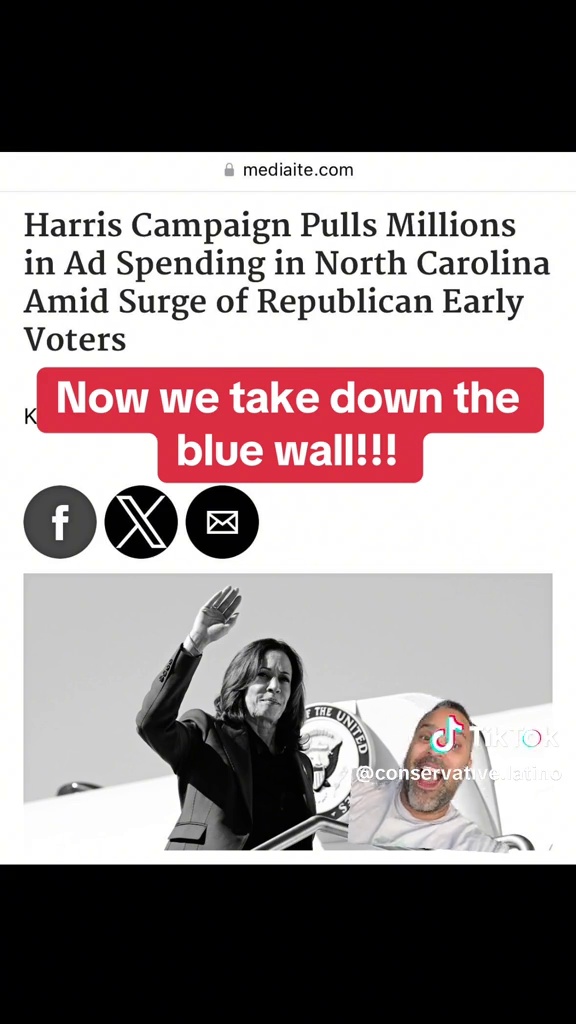 mediaite.com
Harris Campaign Pulls Millions
in Ad Spending in North Carolina
Amid Surge of Republican Early
Voters
K
Now we take down the
blue wall!!!
f
X
F THE UNITED
S
TikTok
@conservative.latino